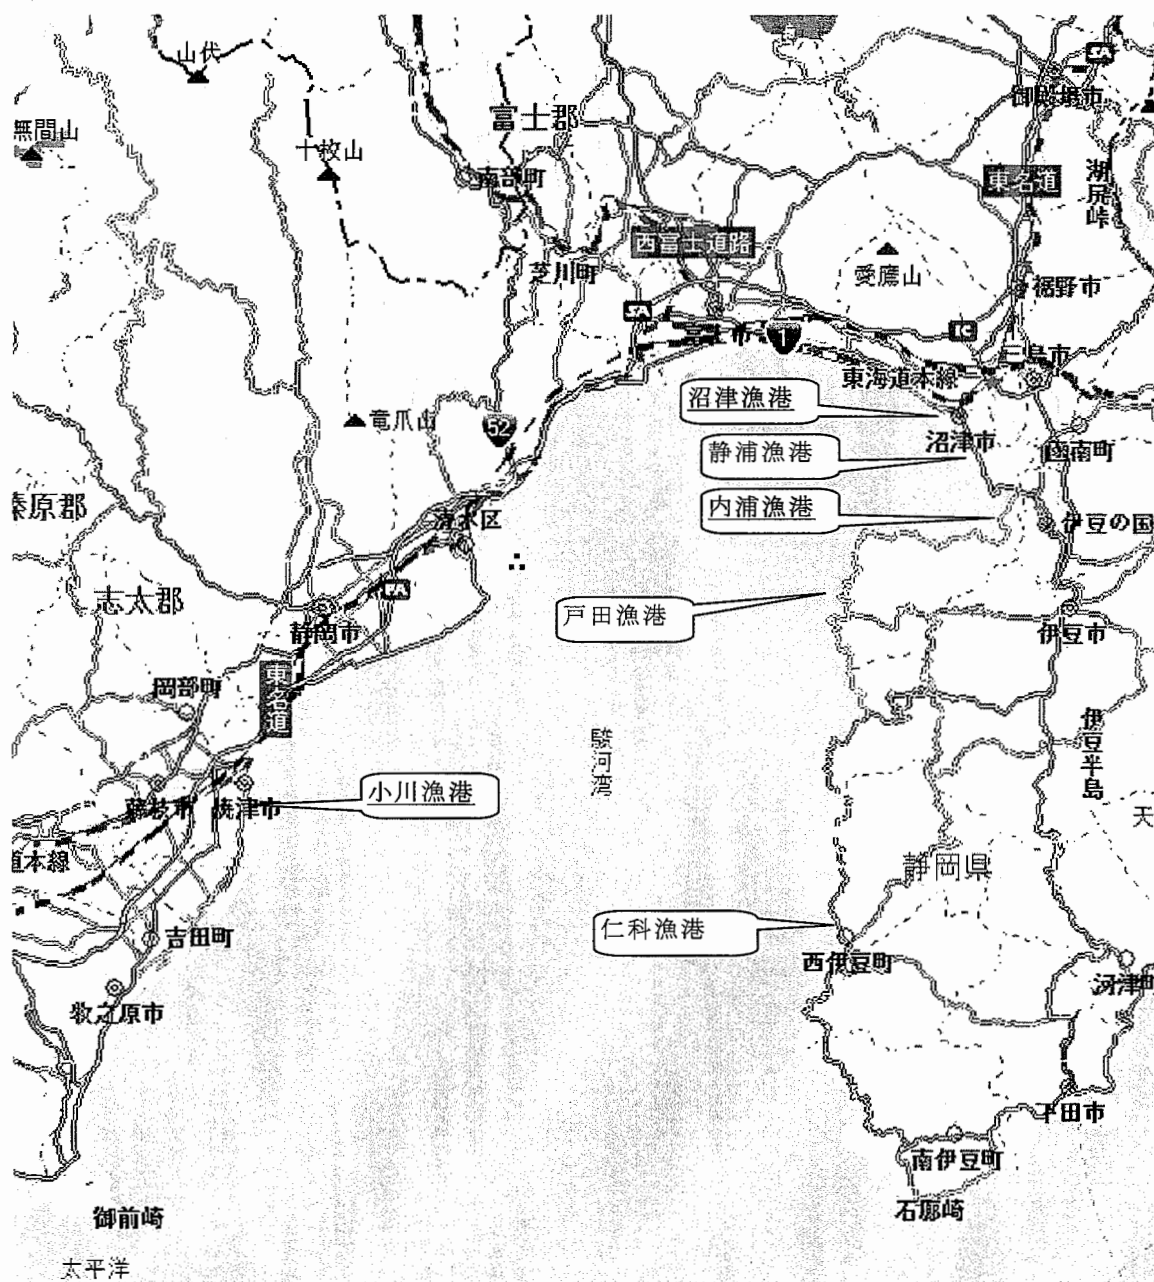 山伏
SA
御殿場市
無間山
富士郡
十枚山
南部町
東名道
湖尻峠
西富士道路
芝川町
愛鷹山
裾野市
SA
1
IC
富士市
三島市
東海道本線
沼津漁港
竜爪山
52
沼津市
函南町
静浦漁港
榛原郡
清水区
内浦漁港
伊豆の国
PA
志太郡
戸田漁港
静岡市
伊豆市
岡部町
東名道
伊豆半島
駿河湾
小川漁港
藤枝市
焼津市
天
道本線
静岡県
仁科漁港
吉田町
西伊豆町
河津町
牧之原市
下田市
南伊豆町
石廊崎
御前崎
太平洋